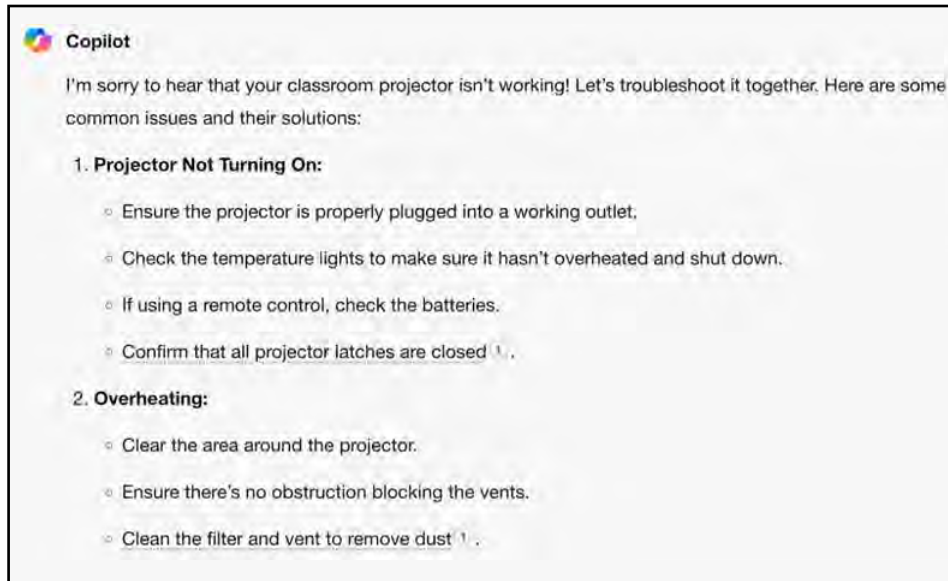 Copilot
I'm sorry to hear that your classroom projector isn't working! Let's troubleshoot it together. Here are some
common issues and their solutions:
1. Projector Not Turning On:
Ensure the projector is properly plugged into a working outlet.
Check the temperature lights to make sure it hasn't overheated and shut down.
If using a remote control, check the batteries.
Confirm that all projector latches are closed 1 .
2. Overheating:
Clear the area around the projector.
Ensure there's no obstruction blocking the vents.
Clean the filter and vent to remove dust 1 .